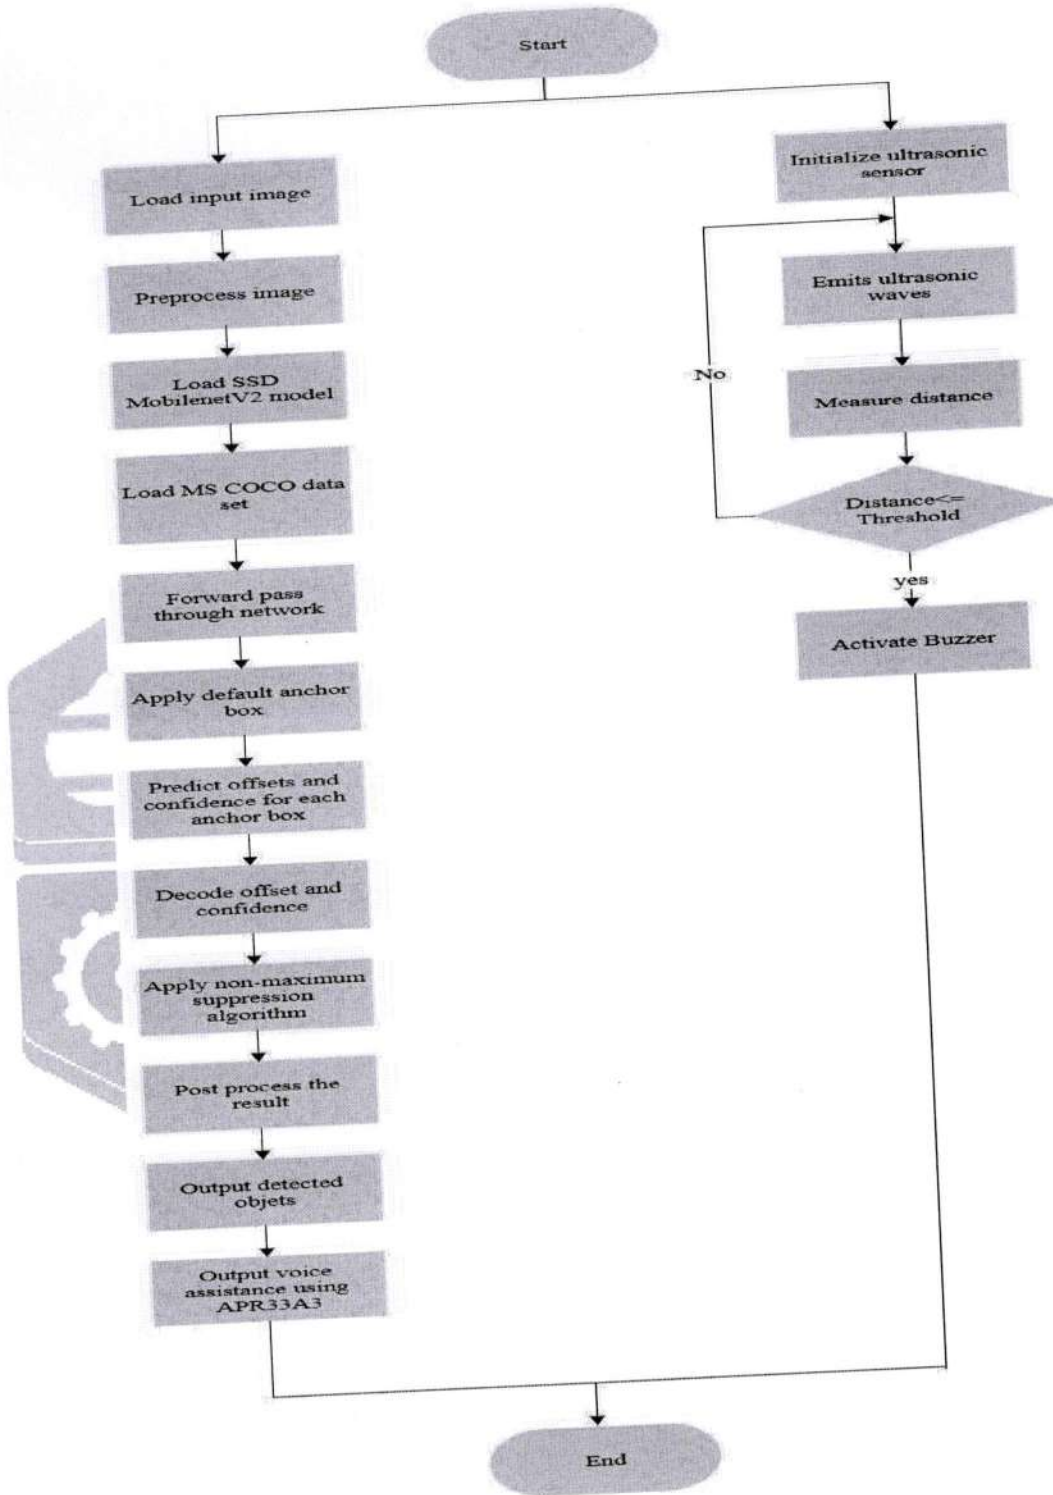 Start
Load input image
Preprocess image
Load SSD
MobilenetV2 model
Load MS COCO data
set
Forward pass
through network
Apply default anchor
box
Predict offsets and
confidence for each
anchor box
Decode offset and
confidence
Apply non-maximum
suppression
algorithm
Post process the
result
Output detected
objets
Output voice
assistance using
APR33A3
Initialize ultrasonic
sensor
Emits ultrasonic
waves
Measure distance
No
Distance<=
Threshold
yes
Activate Buzzer
End